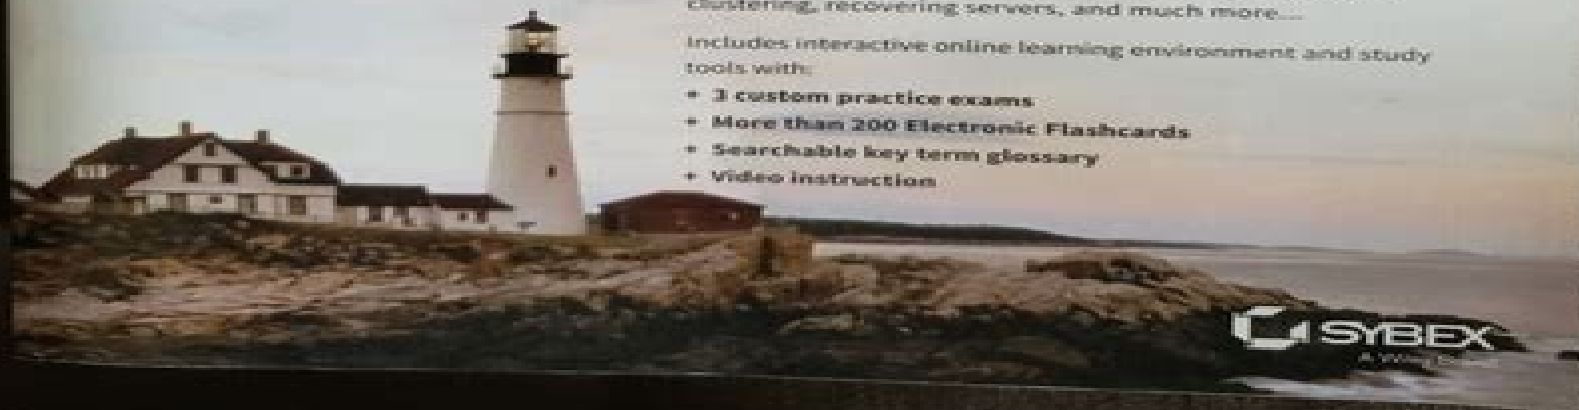 clustering, recovering servers, and much more...
Includes interactive online learning environment and study
tools with:
• 3 custom practice exams
• More than 200 Electronic Flashcards
• Searchable key term glossary
• Video instruction
SYBEX
A